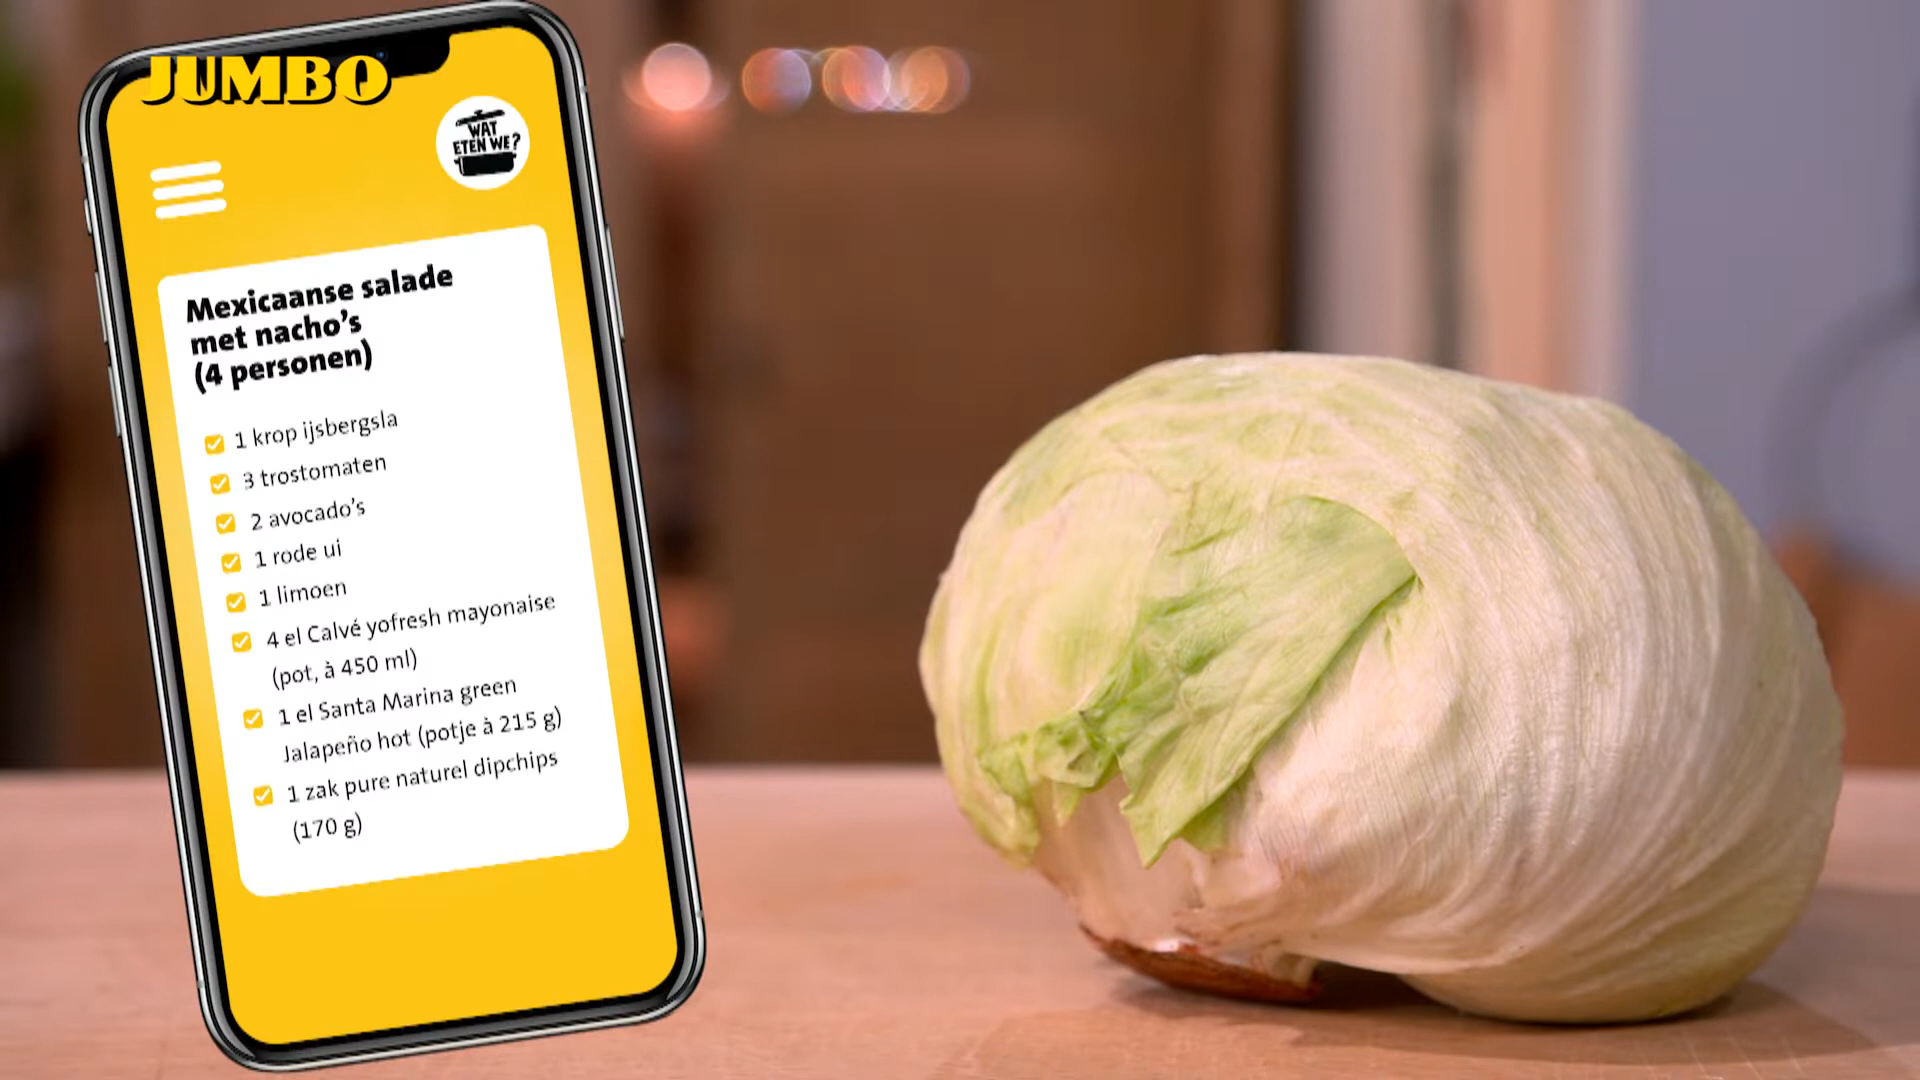 JUMBO
WAT
ETEN WE?
Mexicaanse salade
met nacho's
(4 personen)
1 krop ijsbergsla
3 trostomaten
2 avocado's
1 rode ui
1 limoen
4 el Calvé yofresh mayonaise
(pot, à 450 ml)
1 el Santa Marina green
Jalapeño hot (potje à 215 g)
1 zak pure naturel dipchips
(170 g)